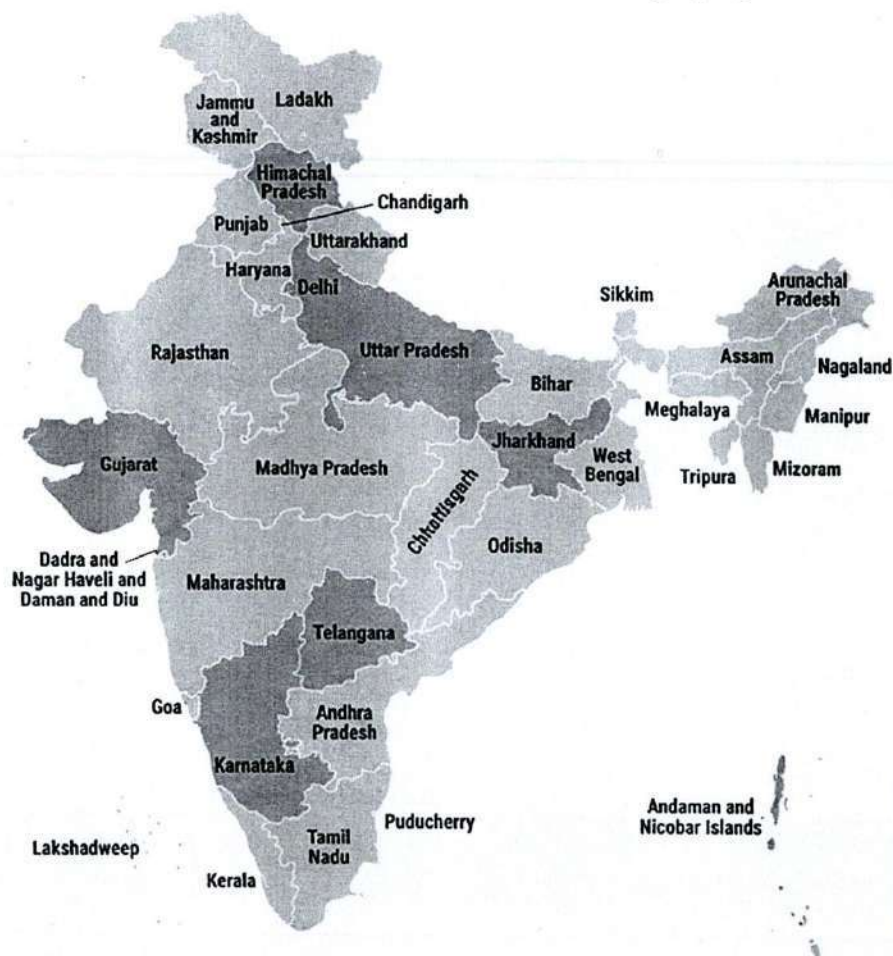 Ladakh
Jammu
and
Kashmir
Himachal
Pradesh
Chandigarh
Punjab
Uttarakhand
Haryana
Delhi
Arunachal
Pradesh
Sikkim
Rajasthan
Uttar Pradesh
Assam
Nagaland
Bihar
Meghalaya
Manipur
Jharkhand
Gujarat
Madhya Pradesh
West
Bengal
Tripura
Mizoram
Chhattisgarh
Odisha
Dadra and
Nagar Haveli and
Daman and Diu
Maharashtra
Telangana
Goa
Andhra
Pradesh
Karnataka
Andaman and
Nicobar Islands
Puducherry
Lakshadweep
Tamil
Nadu
Kerala